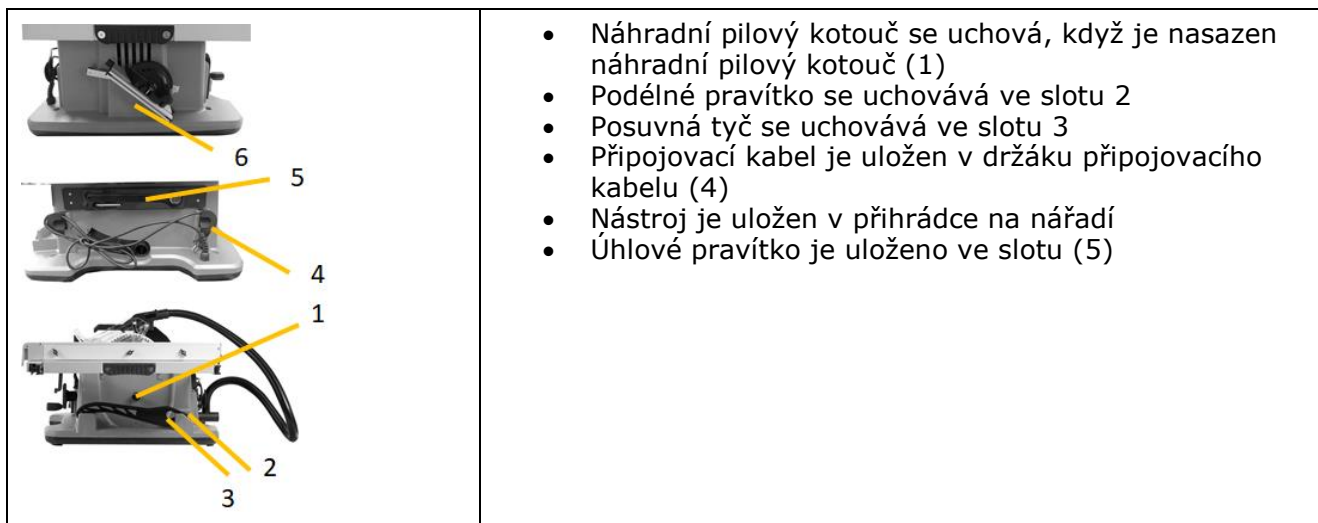 6
5
4
1
2
3
• Náhradní pilový kotouč se uchová, když je nasazen
náhradní pilový kotouč (1)
• Podélné pravítko se uchovává ve slotu 2
• Posuvná tyč se uchovává ve slotu 3
• Připojovací kabel je uložen v držáku připojovacího
kabelu (4)
• Nástroj je uložen v přihrádce na nářadí
• Úhlové pravítko je uloženo ve slotu (5)